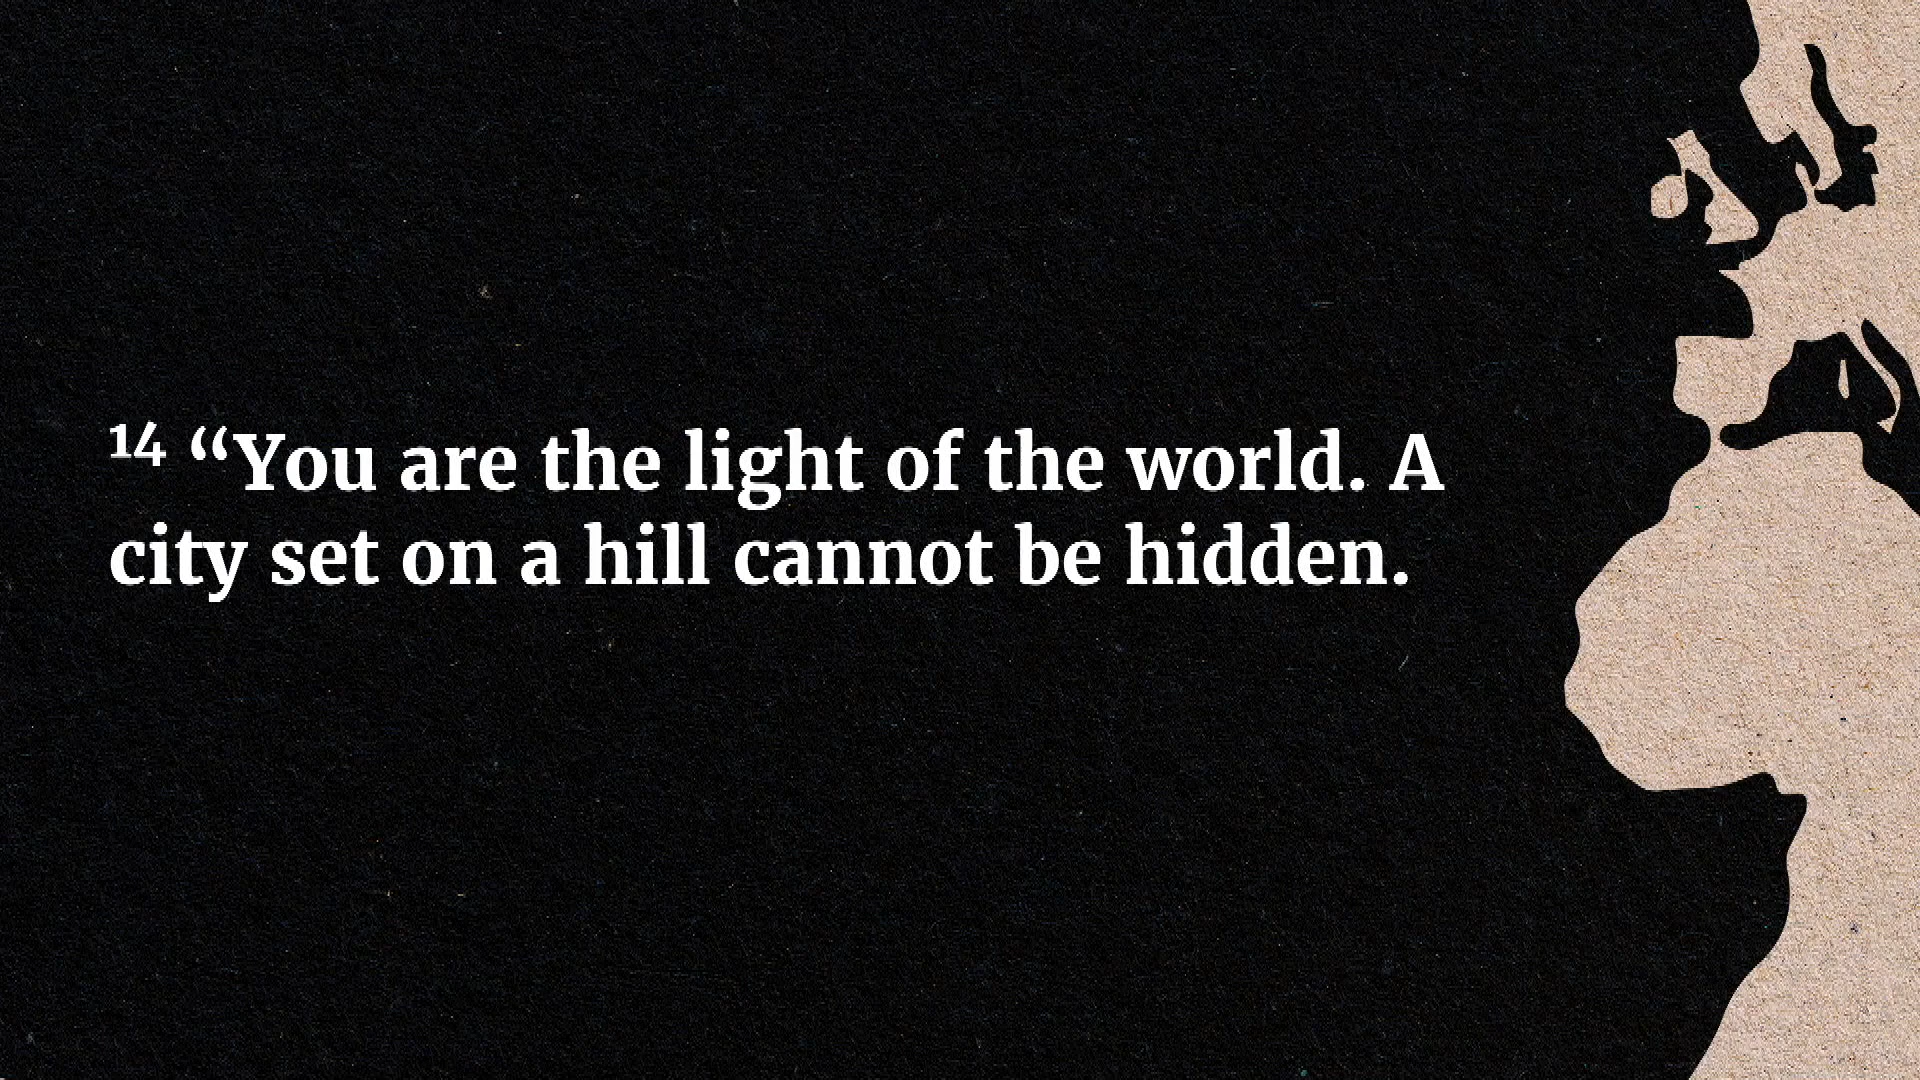 ¹⁴ “You are the light of the world. A
city set on a hill cannot be hidden.